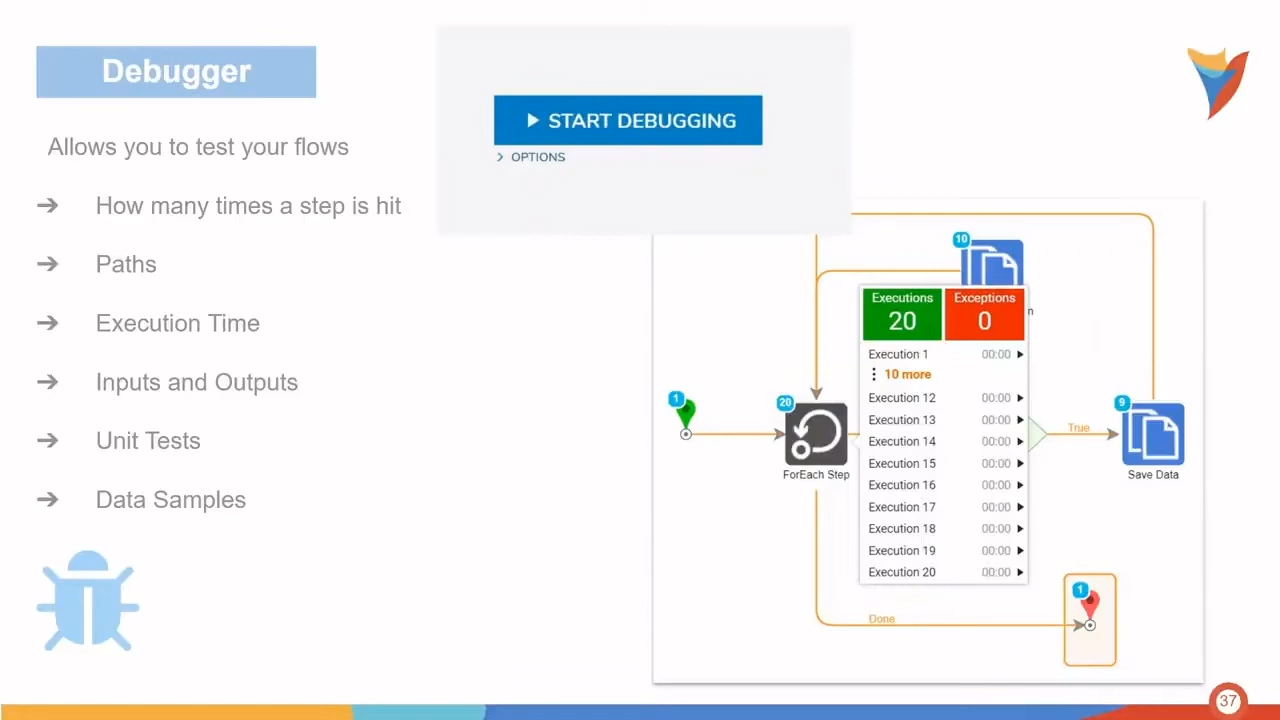 Debugger
Allows you to test your flows
➔ How many times a step is hit
➔ Paths
➔ Execution Time
➔ Inputs and Outputs
➔ Unit Tests
➔ Data Samples
START DEBUGGING
OPTIONS
10
n
Executions Exceptions
20 0
Execution 1 00:00
10 more
Execution 12 00:00
Execution 13 00:00
Execution 14 00:00
Execution 15 00:00
Execution 16 00:00
Execution 17 00:00
Execution 18 00:00
Execution 19 00:00
Execution 20 00:00
1
20
ForEach Step
True
9
Save Data
Done
1
37